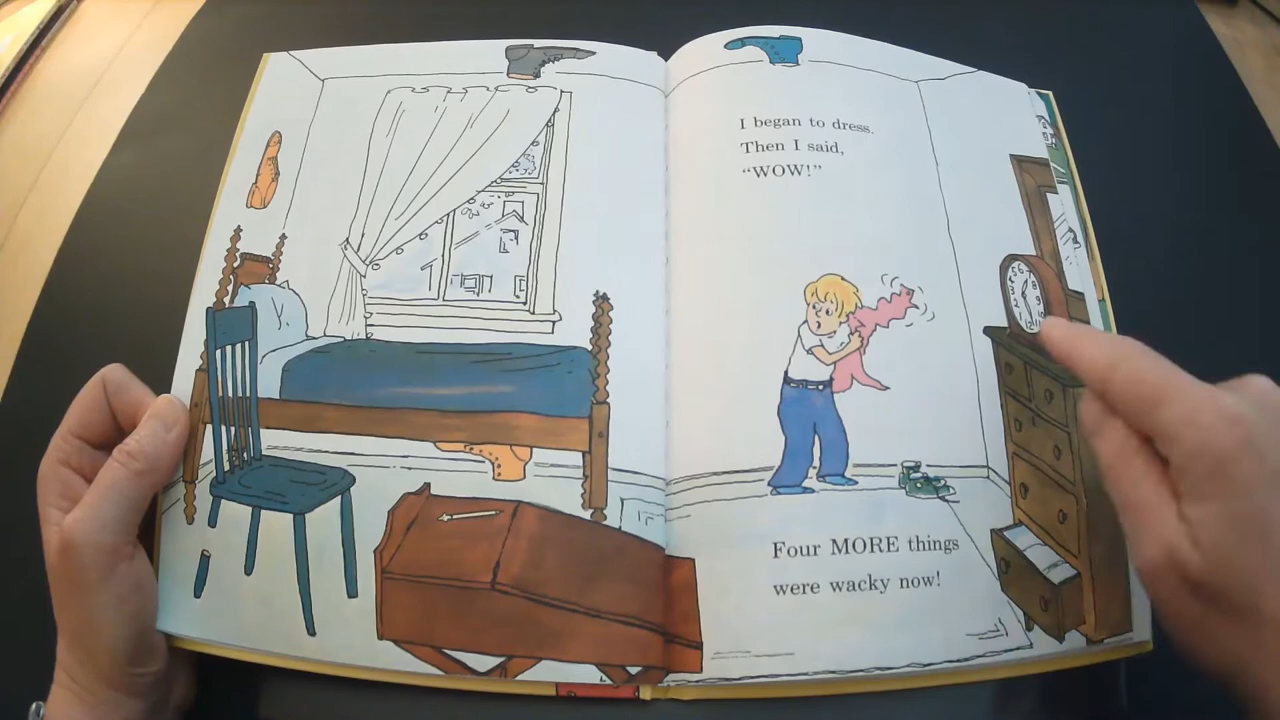 I began to dress.
Then I said,
“WOW!”
Four MORE things
were wacky now!